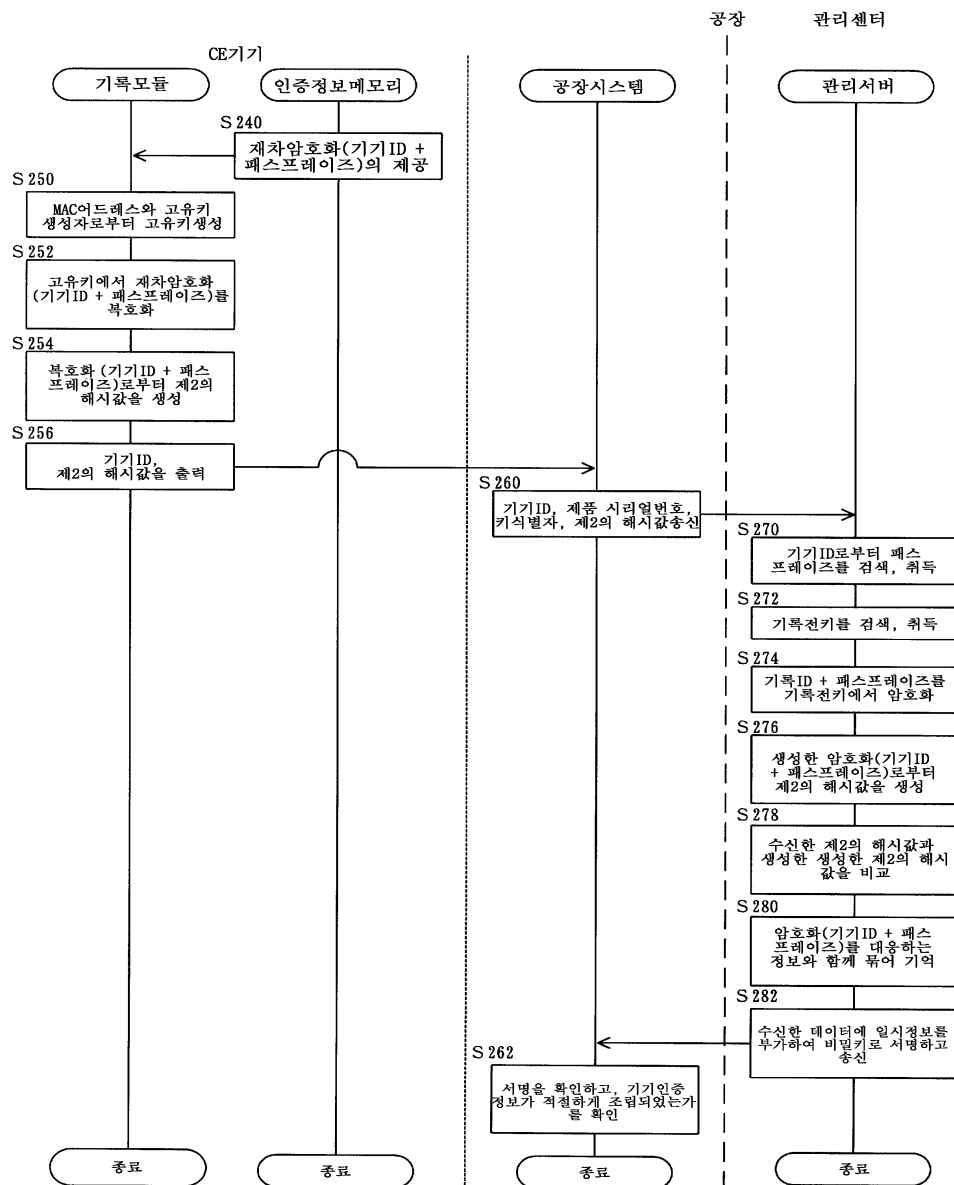 공장
관리센터
CE기기
기록모듈
인증정보메모리
공장시스템
관리서버
S240
재차암호화(기기ID +
패스프레이즈)의 제공
S250
MAC어드레스와 고유키
생성자로부터 고유키생성
S252
고유키에서 재차암호화
(기기ID + 패스프레이즈)를
복호화
S254
복호화(기기ID + 패스
프레이즈)로부터 제2의
해시값을 생성
S256
기기ID,
제2의 해시값을 출력
S260
기기ID, 제품 시리얼번호,
키식별자, 제2의 해시값송신
S270
기기ID로부터 패스
프레이즈를 검색, 취득
S272
기록전키를 검색, 취득
S274
기록ID + 패스프레이즈를
기록전키에서 암호화
S276
생성한 암호화(기기ID
+ 패스프레이즈)로부터
제2의 해시값을 생성
S278
수신한 제2의 해시값과
생성한 생성한 제2의 해시
값을 비교
S280
암호화(기기ID + 패스
프레이즈)를 대응하는
정보와 함께 묶어 기억
S282
수신한 데이터에 일시정보를
부가하여 비밀키로 서명하고
송신
S262
서명을 확인하고, 기기인증
정보가 적절하게 조립되었는가
를 확인
종료
종료
종료
종료